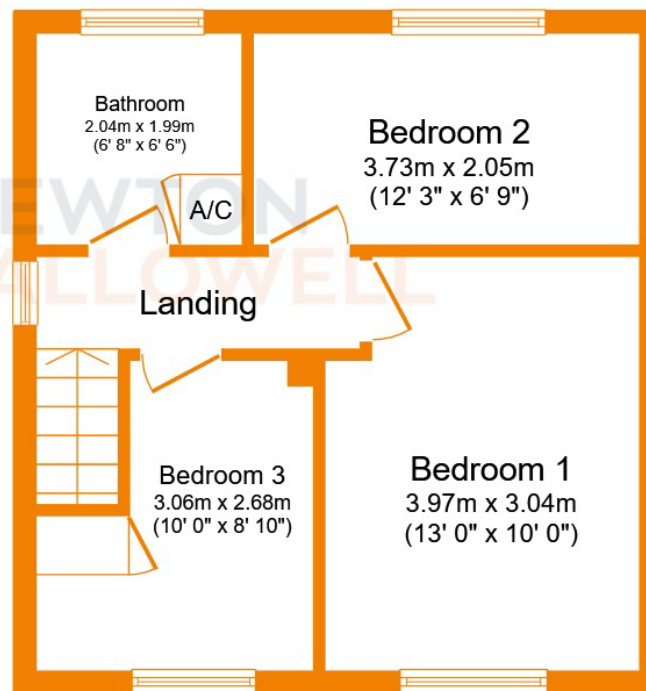 Bathroom
2.04m x 1.99m
(6' 8" x 6' 6")
Bedroom 2
3.73m x 2.05m
(12' 3" x 6' 9")
A/C
EWTON
ALLOWELL
Landing
Bedroom 3
3.06m x 2.68m
(10' 0" x 8' 10")
Bedroom 1
3.97m x 3.04m
(13' 0" x 10' 0")